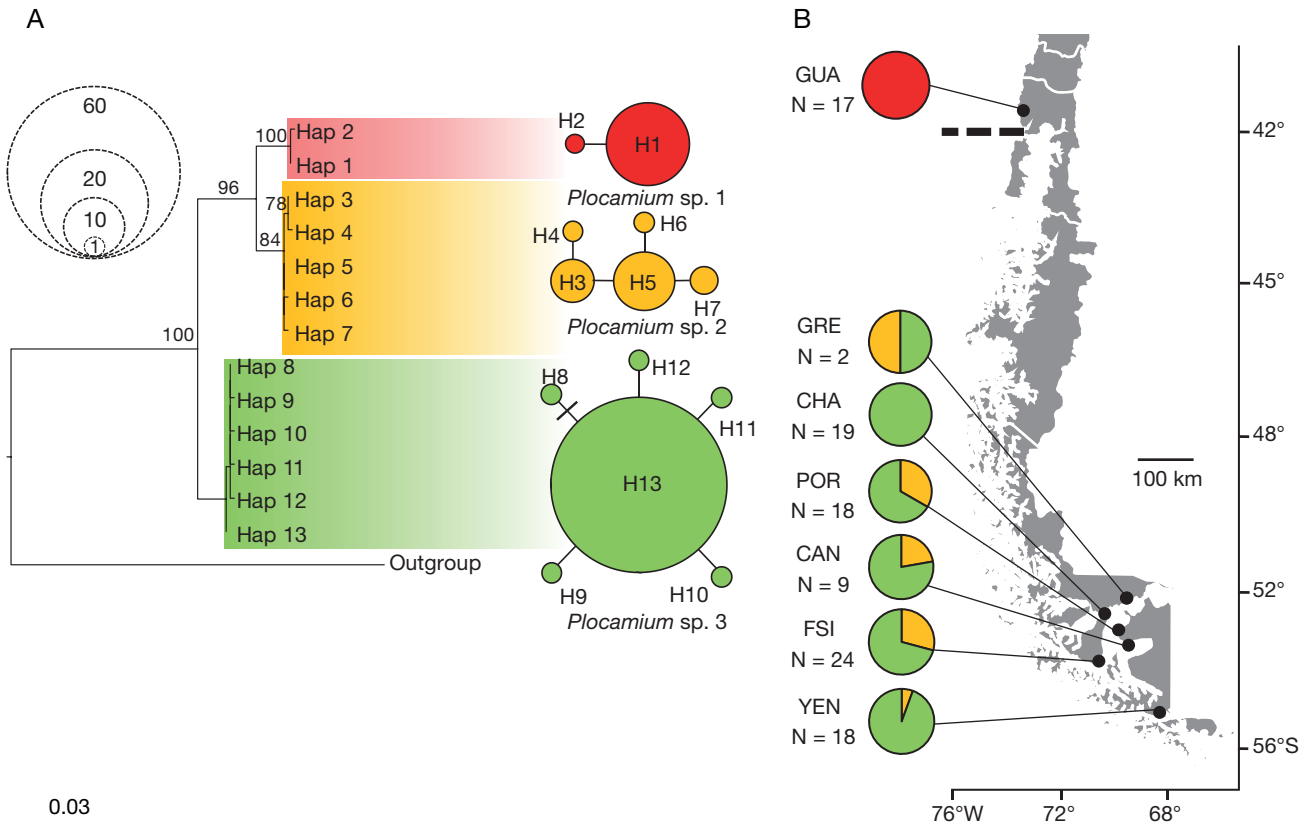 A
60
20
10
1
100
Hap 2
Hap 1
96
78
Hap 3
Hap 4
84
Hap 5
Hap 6
Hap 7
100
Hap 8
Hap 9
Hap 10
Hap 11
Hap 12
Hap 13
Outgroup
0.03
H2
H1
Plocamium sp. 1
H4
H6
H3
H5
H7
Plocamium sp. 2
H8
H12
H11
H13
H9
H10
Plocamium sp. 3
B
GUA
N = 17
GRE
N = 2
CHA
N = 19
POR
N = 18
CAN
N = 9
FSI
N = 24
YEN
N = 18
100 km
42°
45°
48°
52°
56°S
76°W
72°
68°